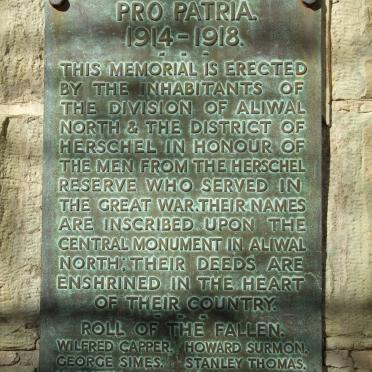 PRO PATRIA.
1914-1918.
THIS MEMORIAL IS ERECTED
BY THE INHABITANTS OF
THE DIVISION OF ALIWAL
NORTH & THE DISTRICT OF
HERSCHEL IN HONOUR OF
THE MEN FROM THE HERSCHEL
RESERVE WHO SERVED IN
THE GREAT WAR. THEIR NAMES
ARE INSCRIBED UPON THE
CENTRAL MONUMENT IN ALIWAL
NORTH: THEIR DEEDS ARE
ENSHRINED IN THE HEART
OF THEIR COUNTRY.
ROLL OF THE FALLEN.
WILFRED CAPPER. HOWARD SURMON.
GEORGE SIMES. STANLEY THOMAS.